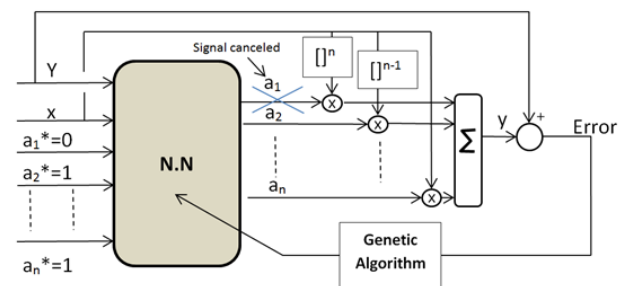 Signal canceled
[]ⁿ
[]ⁿ⁻¹
Y
x
a₁*=0
a₂*=1
aₙ*=1
N.N
a₁
a₂
aₙ
x
x
x
Σ
y
+
Error
Genetic
Algorithm